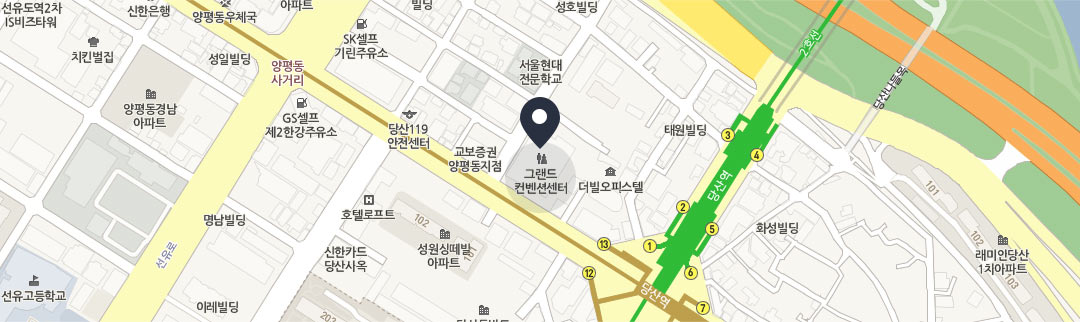 선유도역2차
IS비즈타워
신한은행
양평동우체국
아파트
빌딩
성호빌딩
치킨벌집
성일빌딩
양평동
사거리
SK셀프
기린주유소
서울현대
전문학교
2호선
당산나들목
양평동경남
아파트
GS셀프
제2한강주유소
당산119
안전센터
교보증권
양평동지점
그랜드
컨벤션센터
더빌오피스텔
태원빌딩
3
4
당산역
101
102
103
호텔로프트
102
성원상떼빌
아파트
10
명남빌딩
선유로
신한카드
당산사옥
13
12
1
2
5
6
7
당산역
화성빌딩
래미안당산
1차아파트
선유고등학교
이레빌딩
202